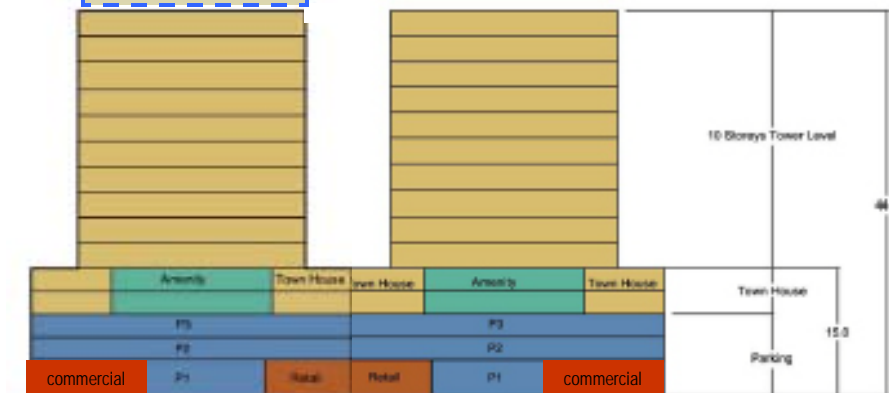 10 Storeys Tower Level
Amenity Town House Town House Amenity Town House
Town House
P3 P3
15.0
P2 P2
Parking
commercial P1 Retail Retail P1 commercial